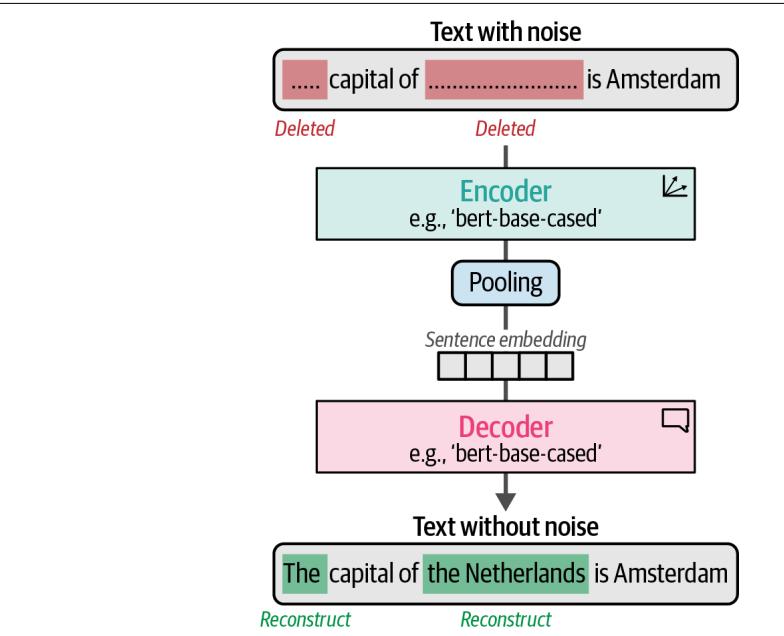 Text with noise
..... capital of ......................... is Amsterdam
Deleted Deleted
Encoder
e.g., ‘bert-base-cased’
Pooling
Sentence embedding
Decoder
e.g., ‘bert-base-cased’
Text without noise
The capital of the Netherlands is Amsterdam
Reconstruct Reconstruct